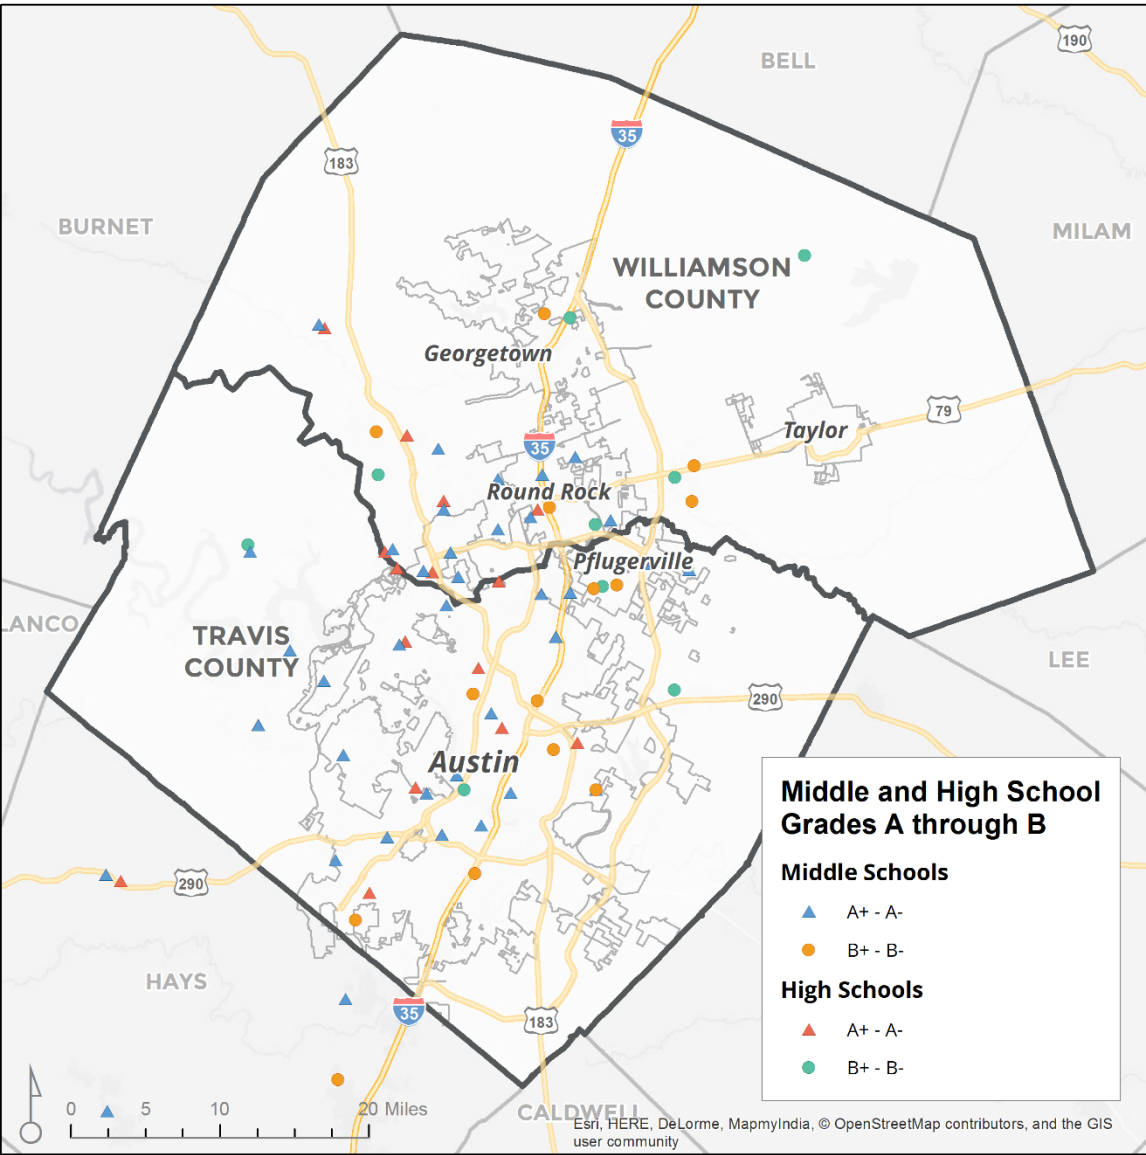 BELL
190
35
183
BURNET
MILAM
WILLIAMSON
COUNTY
Georgetown
79
Taylor
35
Round Rock
Pflugerville
LANCO
TRAVIS
COUNTY
LEE
290
Austin
Middle and High School
Grades A through B
Middle Schools
A+ - A-
B+ - B-
High Schools
A+ - A-
B+ - B-
290
HAYS
35
183
0 5 10 20 Miles
CALDWELL
Esri, HERE, DeLorme, MapmyIndia, © OpenStreetMap contributors, and the GIS
user community